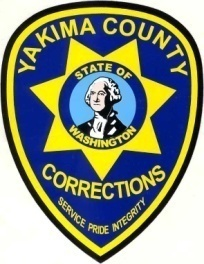 YAKIMA COUNTY
STATE OF
WASHINGTON
CORRECTIONS
SERVICE PRIDE INTEGRITY